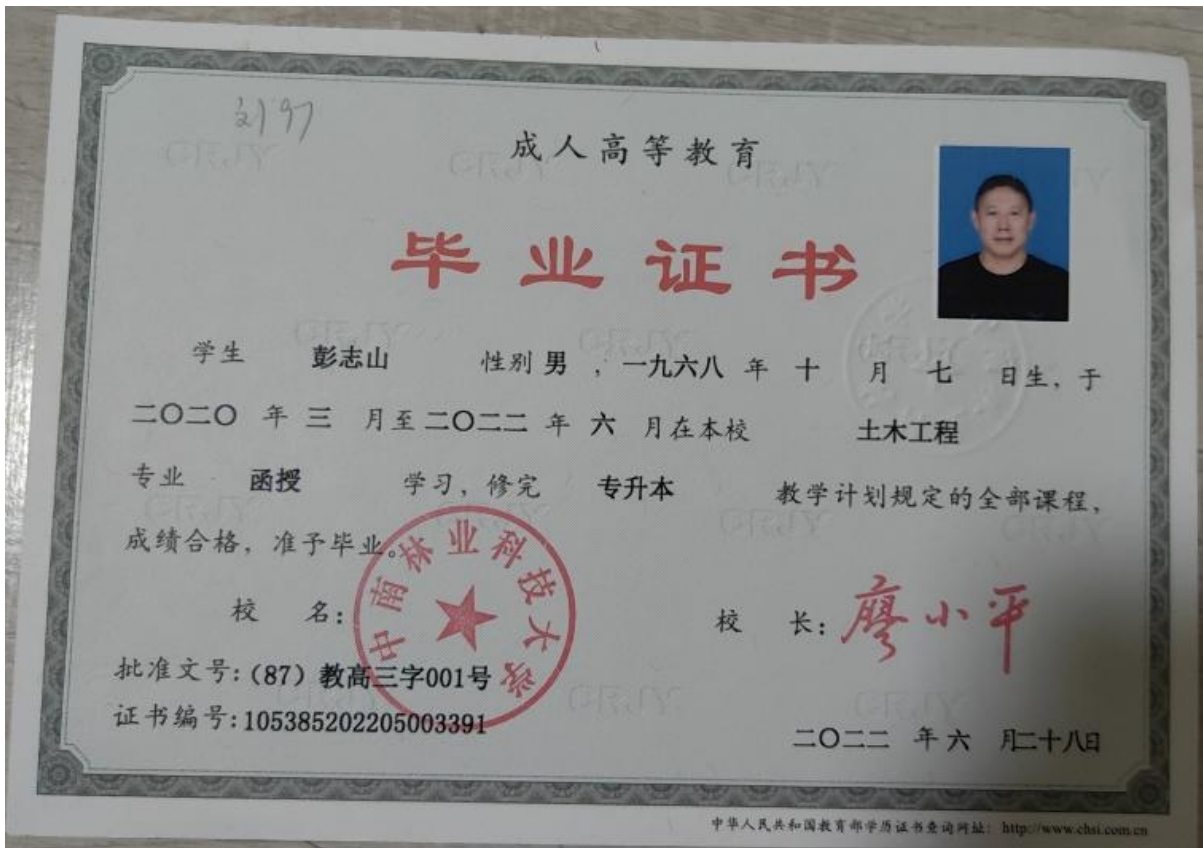 成人高等教育
毕业证书
学生 彭志山 性别 男 ，一九六八 年 十 月 七 日生，于
二〇二〇 年 三 月至 二〇二二 年 六 月在本校 土木工程
专业 函授 学习，修完 专升本 教学计划规定的全部课程，
成绩合格，准予毕业。
中南林业科技大学
校 名： 校 长：廖小平
批准文号：(87) 教高三字001号
证书编号：105385202205003391
二〇二二 年 六 月二十八日
中华人民共和国教育部学历证书查询网址： http://www.chsi.com.cn